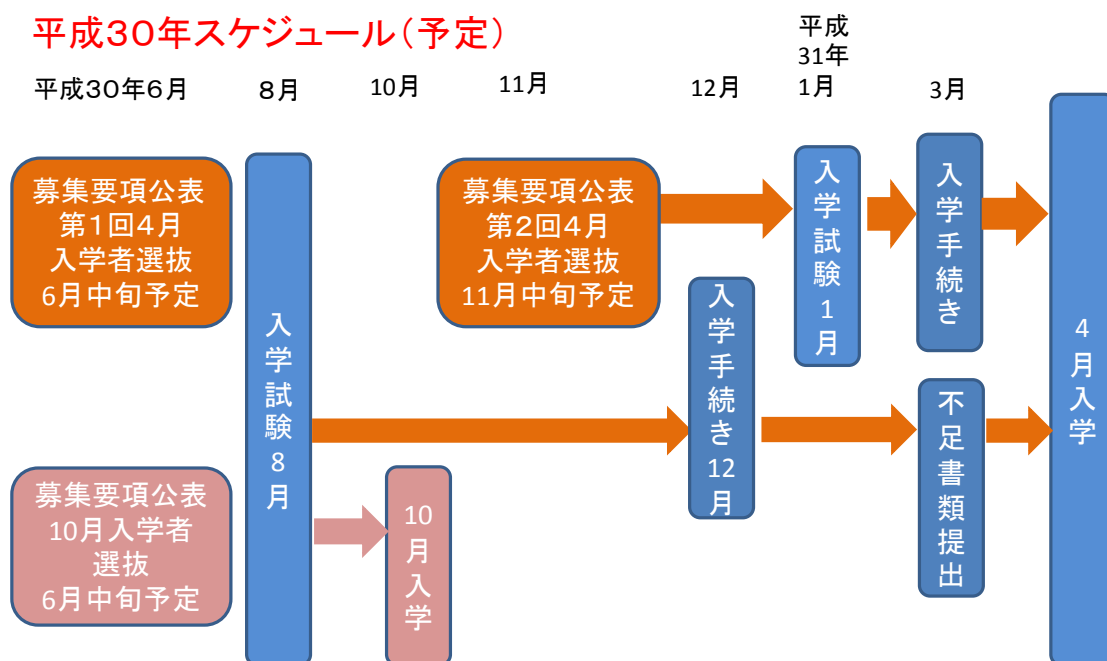 平成30年スケジュール(予定)
平成
31年
1月
平成30年6月
8月
10月
11月
12月
3月
募集要項公表
第1回4月
入学者選抜
6月中旬予定
募集要項公表
10月入学者
選抜
6月中旬予定
入学試験8月
10月入学
募集要項公表
第2回4月
入学者選抜
11月中旬予定
入学手続き12月
入学試験1月
入学手続き
不足書類提出
4月入学